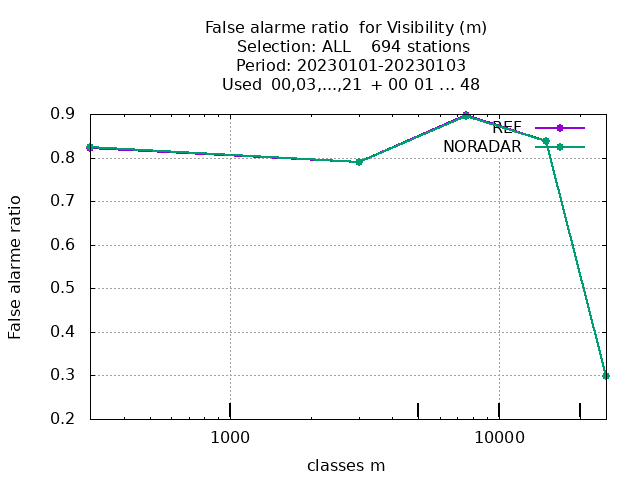 False alarme ratio  for Visibility (m)
Selection: ALL    694 stations
Period: 20230101-20230103
Used  00,03,...,21  + 00 01 ... 48
REF
NORADAR
0.9
0.8
0.7
0.6
0.5
0.4
0.3
0.2
False alarme ratio
1000
10000
classes m